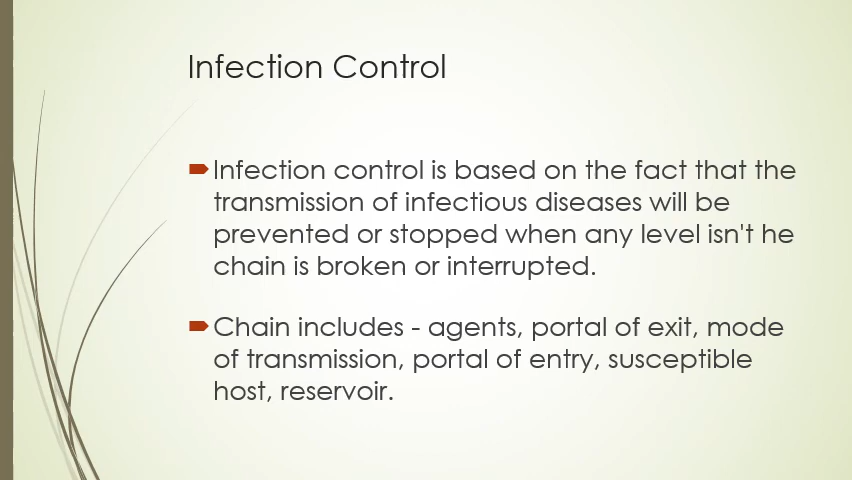 Infection Control
Infection control is based on the fact that the
transmission of infectious diseases will be
prevented or stopped when any level isn't he
chain is broken or interrupted.
Chain includes - agents, portal of exit, mode
of transmission, portal of entry, susceptible
host, reservoir.